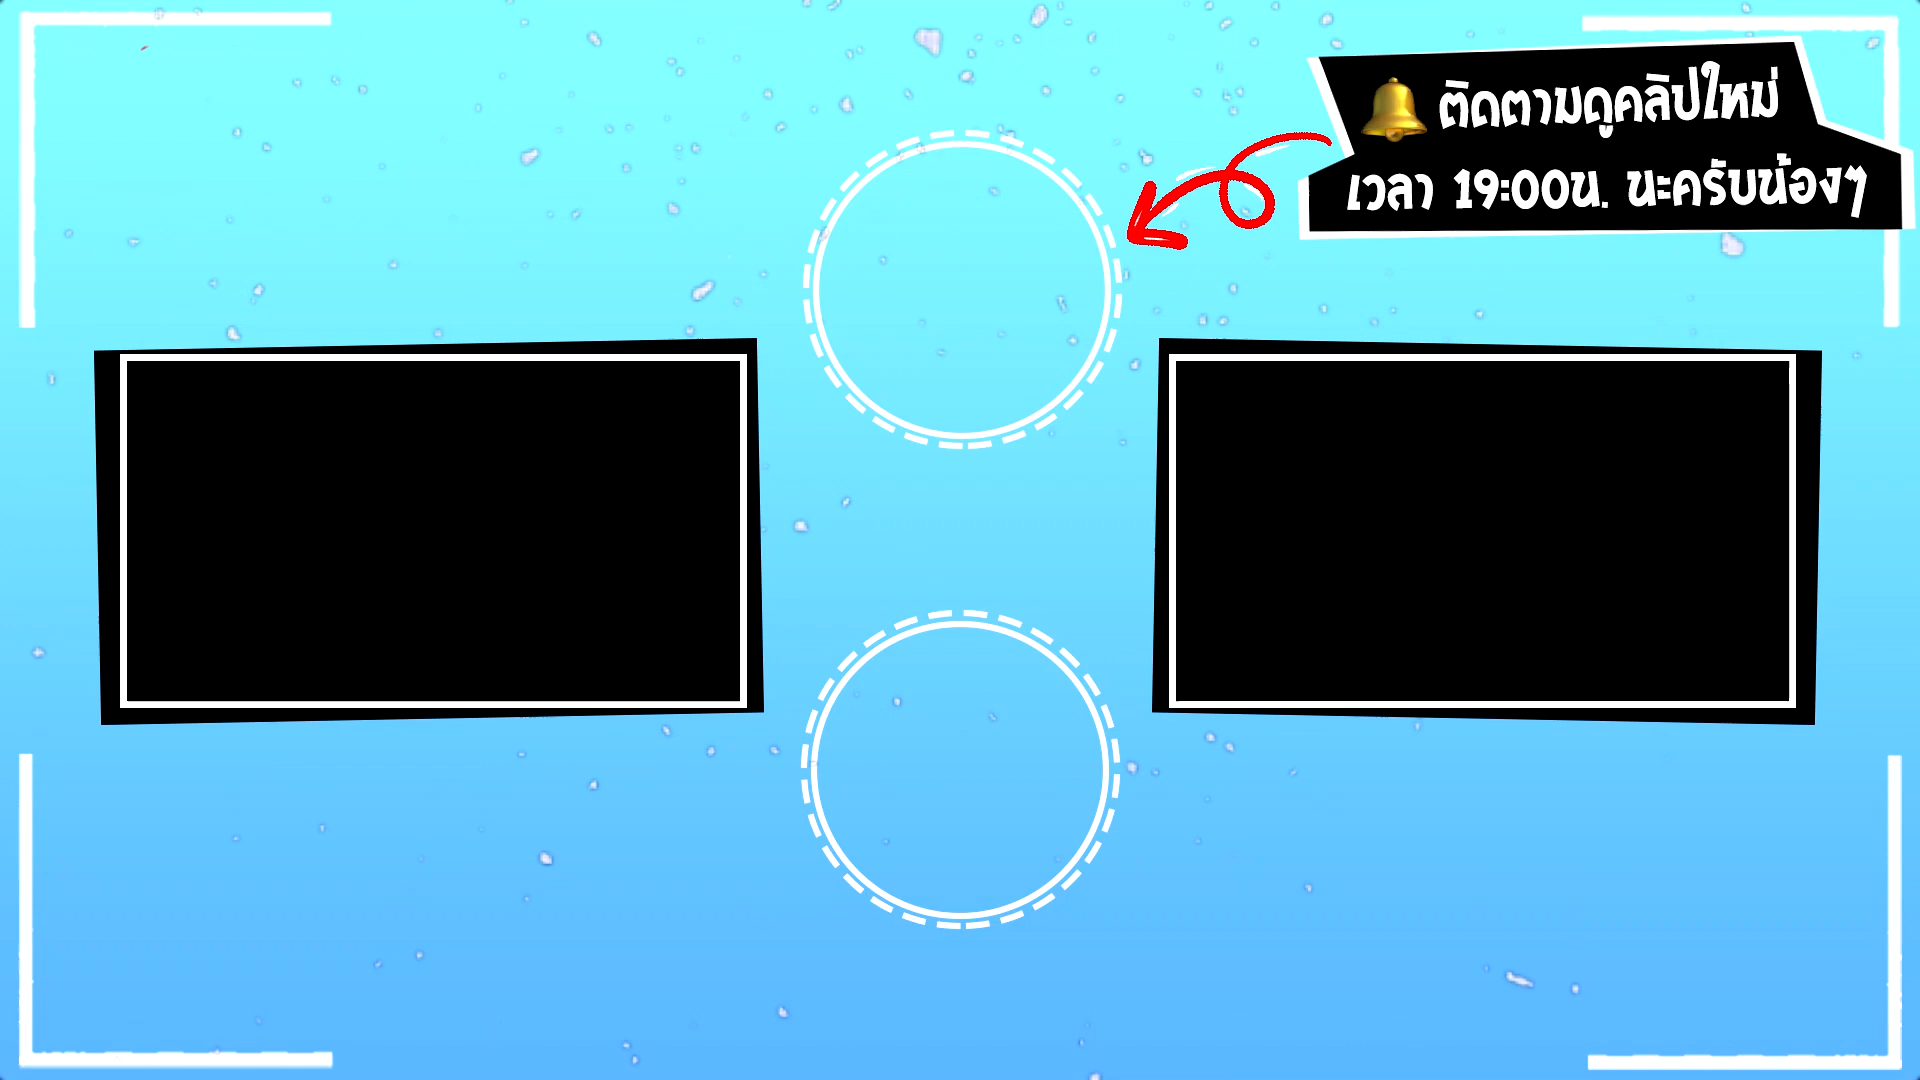 🔔 ติดตามดูคลิปใหม่
เวลา 19:00น. นะครับน้องๆ